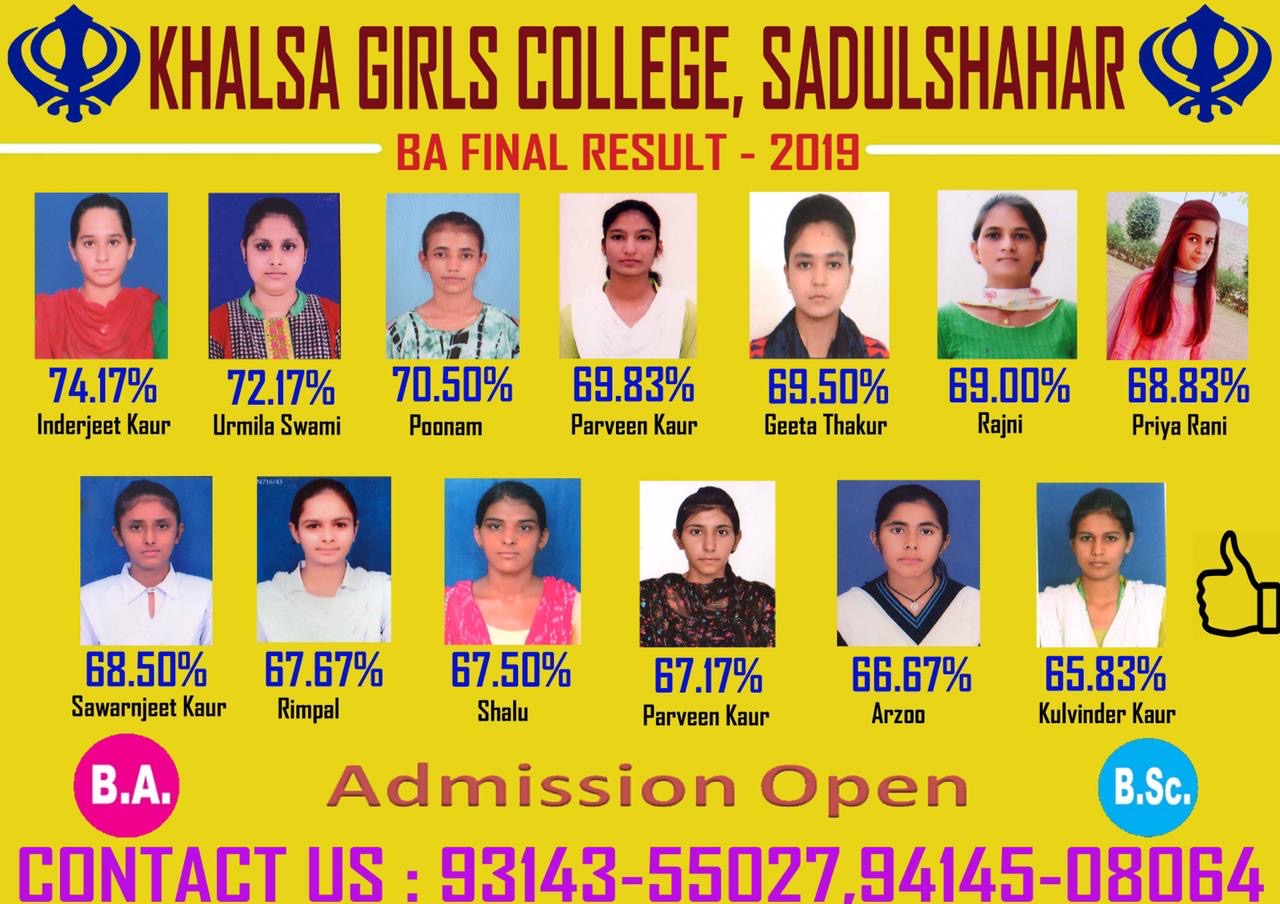 KHALSA GIRLS COLLEGE, SADULSHAHAR
BA FINAL RESULT - 2019
74.17% 72.17% 70.50% 69.83% 69.50% 69.00% 68.83%
Inderjeet Kaur Urmila Swami Poonam Parveen Kaur Geeta Thakur Rajni Priya Rani
N716/43
68.50% 67.67% 67.50% 67.17% 66.67% 65.83%
Sawarnjeet Kaur Rimpal Shalu Parveen Kaur Arzoo Kulvinder Kaur
B.A. Admission Open B.Sc.
CONTACT US : 93143-55027,94145-08064